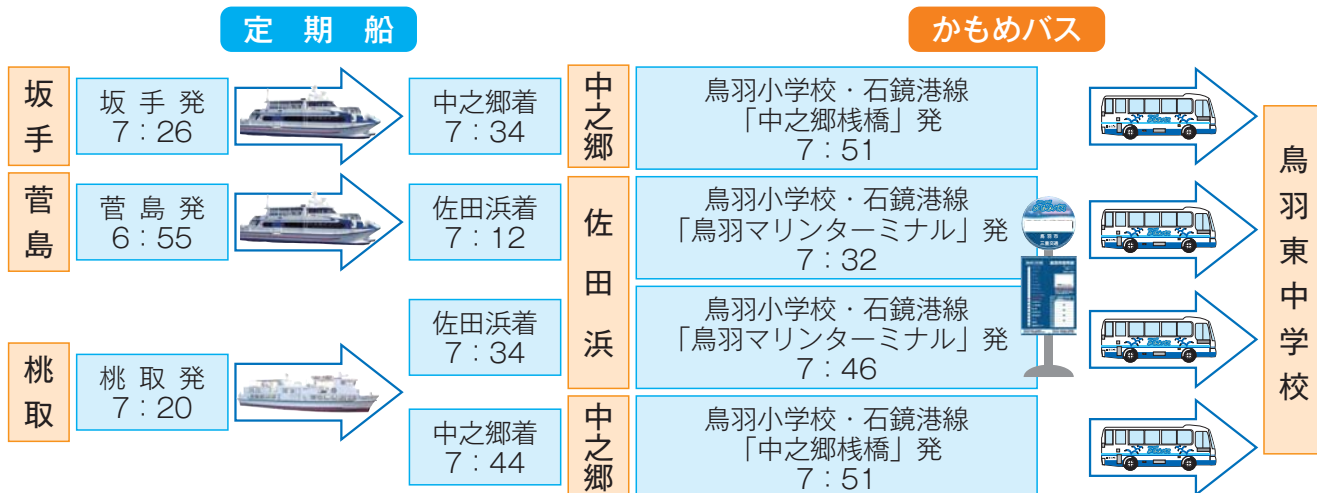 定期船
かもめバス
坂手
坂手発
7：26
中之郷着
7：34
中之郷
鳥羽小学校・石鏡港線
「中之郷桟橋」発
7：51
菅島
菅島発
6：55
佐田浜着
7：12
佐田浜
鳥羽小学校・石鏡港線
「鳥羽マリンターミナル」発
7：32
桃取
桃取発
7：20
佐田浜着
7：34
鳥羽小学校・石鏡港線
「鳥羽マリンターミナル」発
7：46
中之郷着
7：44
中之郷
鳥羽小学校・石鏡港線
「中之郷桟橋」発
7：51
鳥羽東中学校